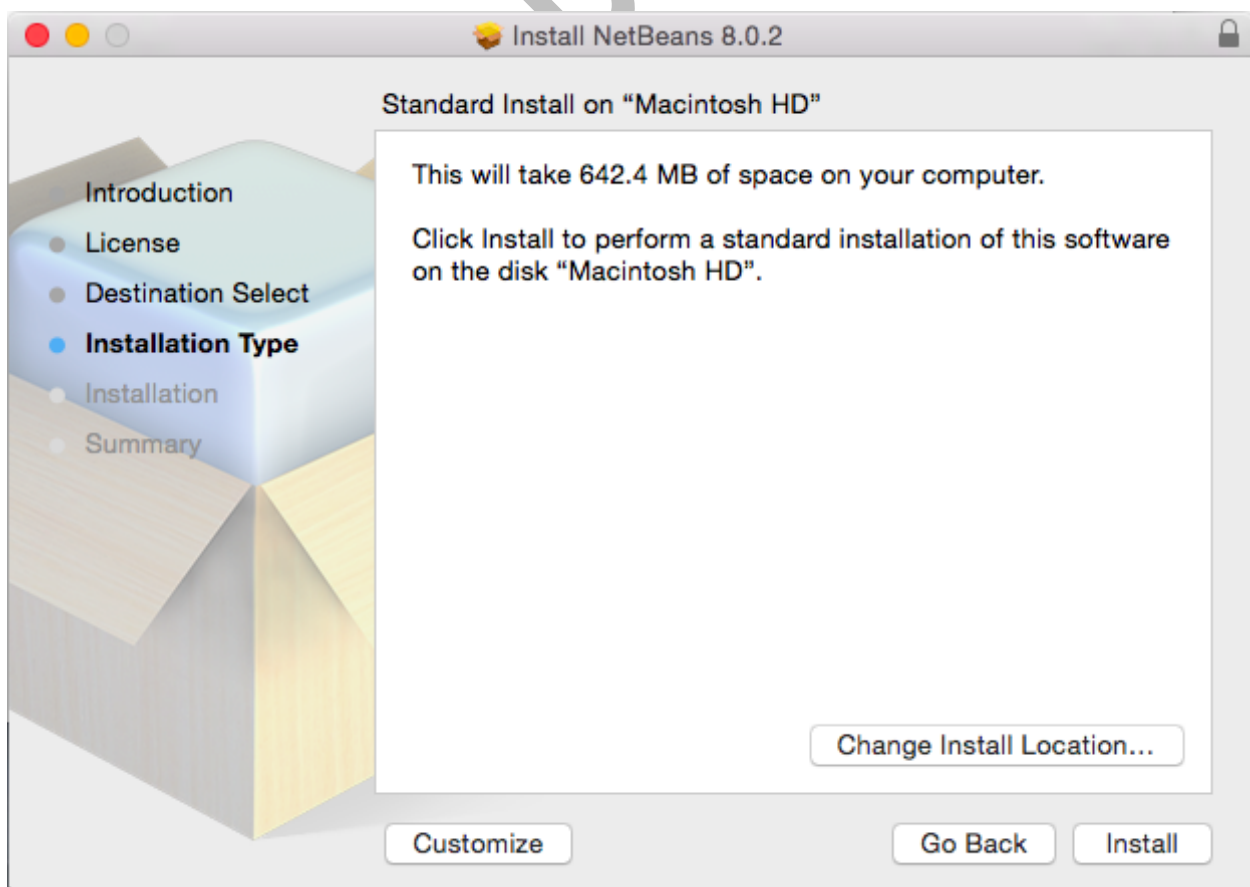 Install NetBeans 8.0.2
Standard Install on “Macintosh HD”
Introduction
License
Destination Select
Installation Type
Installation
Summary
This will take 642.4 MB of space on your computer.
Click Install to perform a standard installation of this software
on the disk “Macintosh HD”.
Change Install Location...
Customize
Go Back
Install